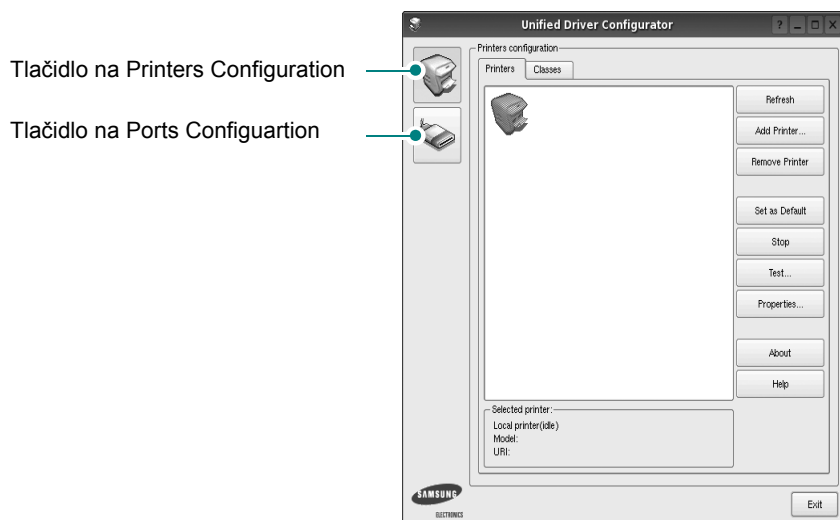 Unified Driver Configurator
Tlačidlo na Printers Configuration
Tlačidlo na Ports Configuartion
Printers configuration
Printers
Classes
Refresh
Add Printer...
Remove Printer
Set as Default
Stop
Test...
Properties...
About
Help
Selected printer:
Local printer(idle)
Model:
URI:
SAMSUNG
ELECTRONICS
Exit